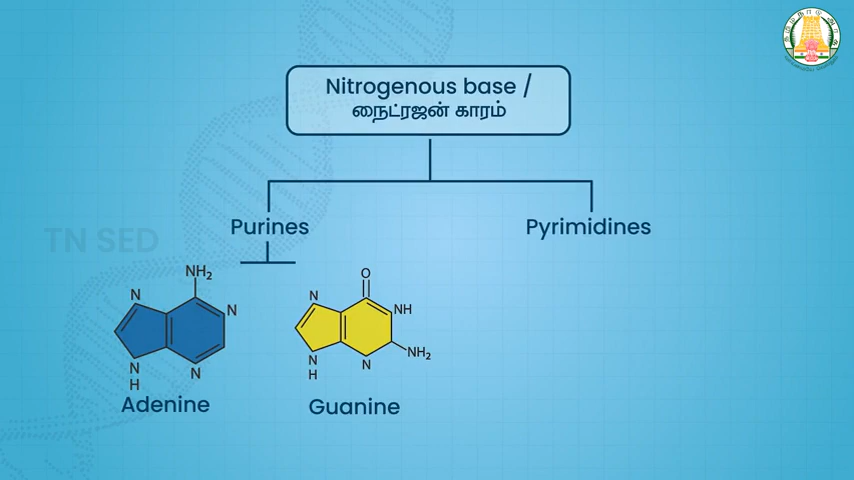 Nitrogenous base /
நைட்ரஜன் காரம்
Purines
Pyrimidines
TN SED
NH2
N
N
N
H
N
Adenine
O
N
NH
NH2
N
H
N
Guanine